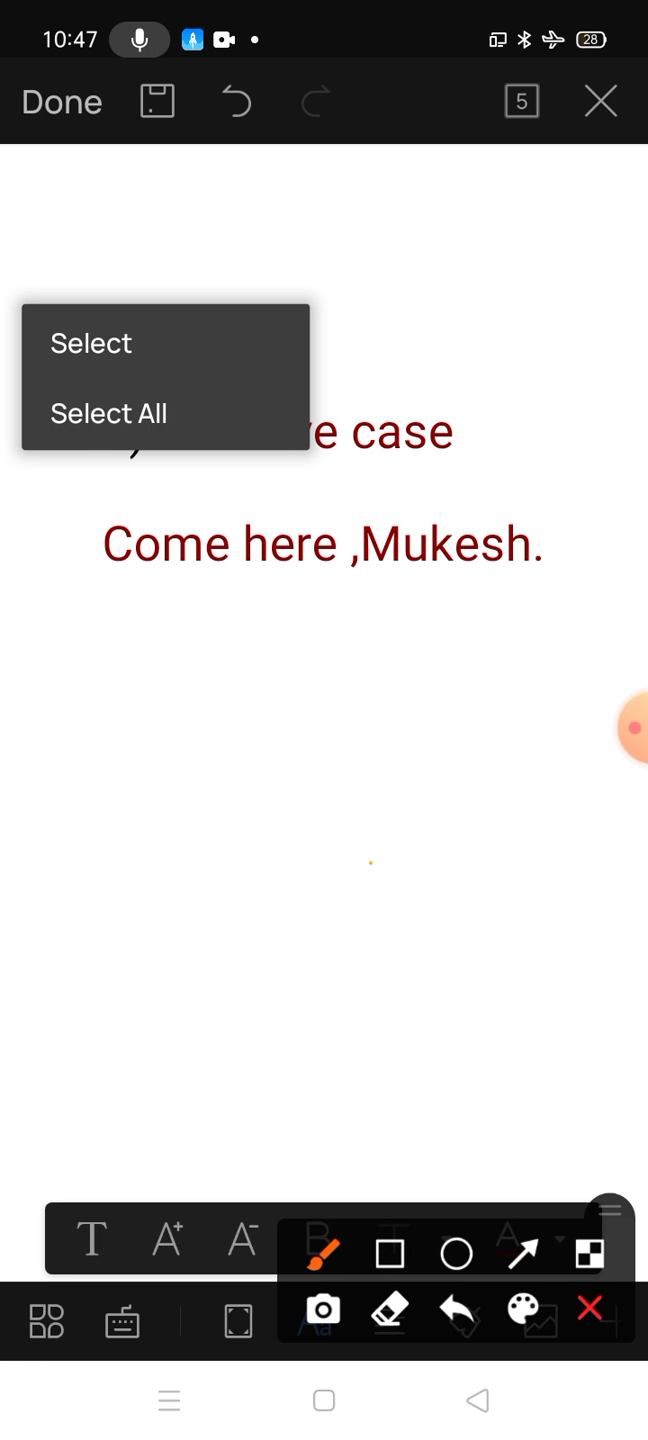 10:47
28
Done
5
Select
Select All
case
Come here ,Mukesh.
T A+ A-